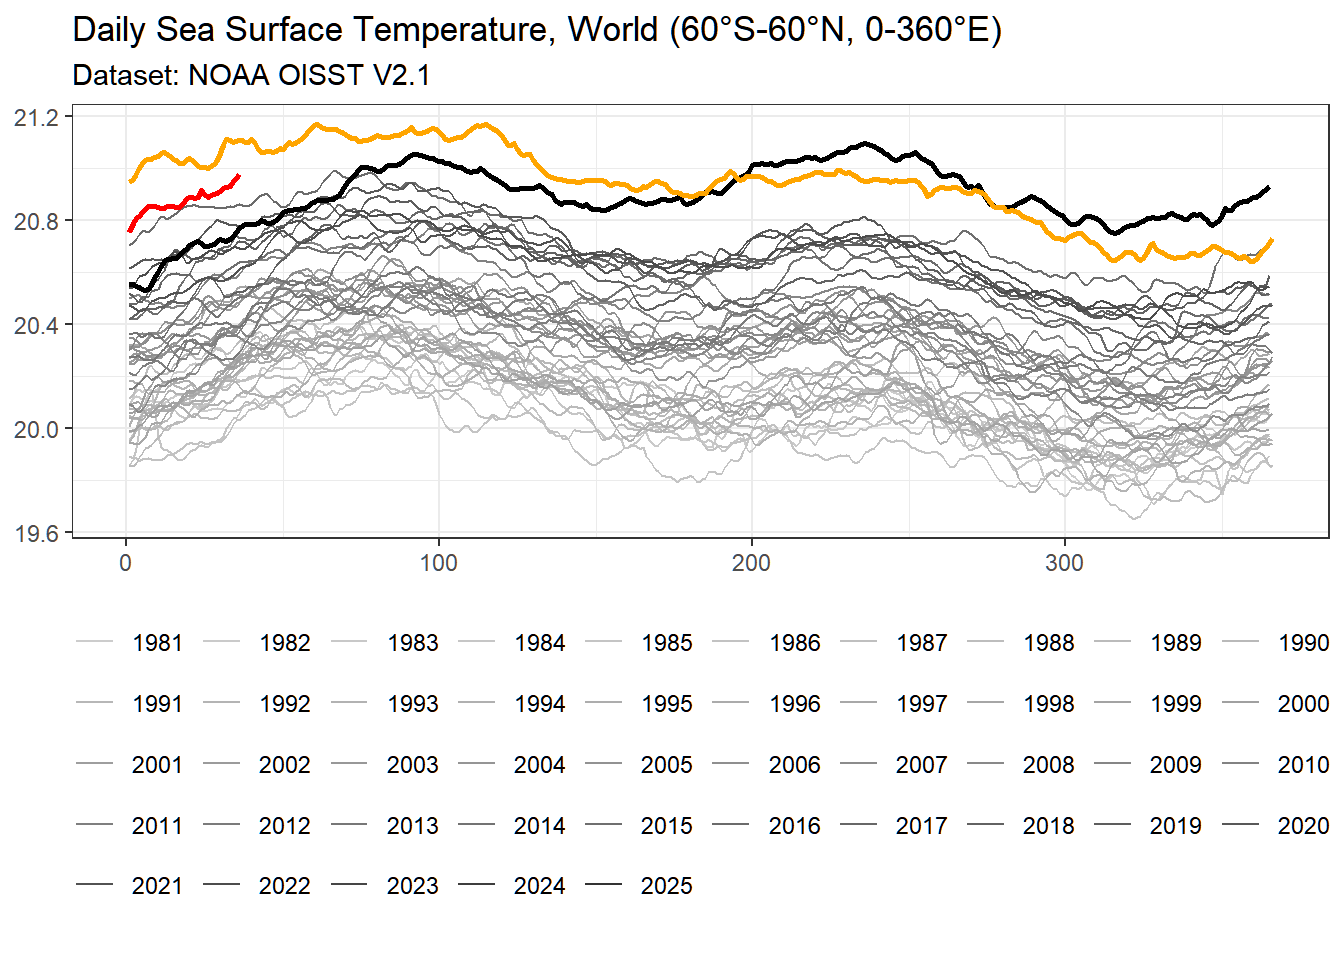 Daily Sea Surface Temperature, World (60°S-60°N, 0-360°E)
Dataset: NOAA OISST V2.1
21.2
20.8
20.4
20.0
19.6
0 100 200 300
1981 1982 1983 1984 1985 1986 1987 1988 1989 1990
1991 1992 1993 1994 1995 1996 1997 1998 1999 2000
2001 2002 2003 2004 2005 2006 2007 2008 2009 2010
2011 2012 2013 2014 2015 2016 2017 2018 2019 2020
2021 2022 2023 2024 2025